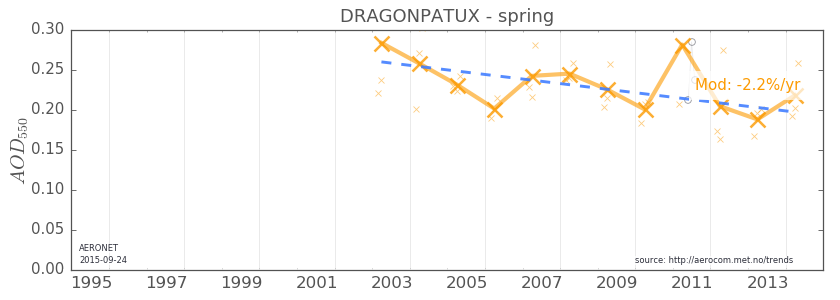 DRAGONPATUX - spring
0.30
0.25
0.20
0.15
0.10
0.05
0.00
AOD550
Mod: -2.2%/yr
AERONET
2015-09-24
source: http://aerocom.met.no/trends
1995 1997 1999 2001 2003 2005 2007 2009 2011 2013